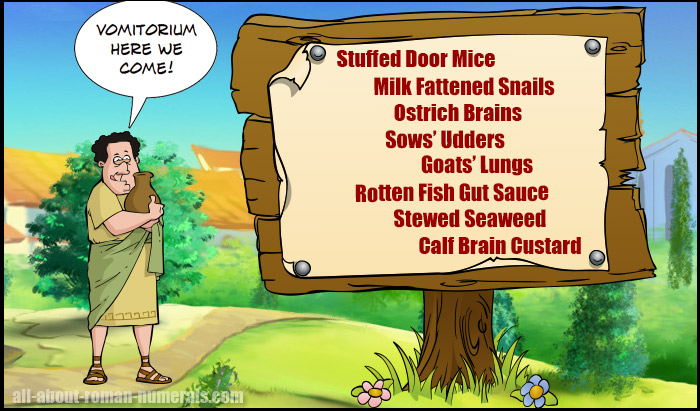 VOMITORIUM
HERE WE
COME!
Stuffed Door Mice
Milk Fattened Snails
Ostrich Brains
Sows' Udders
Goats' Lungs
Rotten Fish Gut Sauce
Stewed Seaweed
Calf Brain Custard
all-about-roman-numerals.com